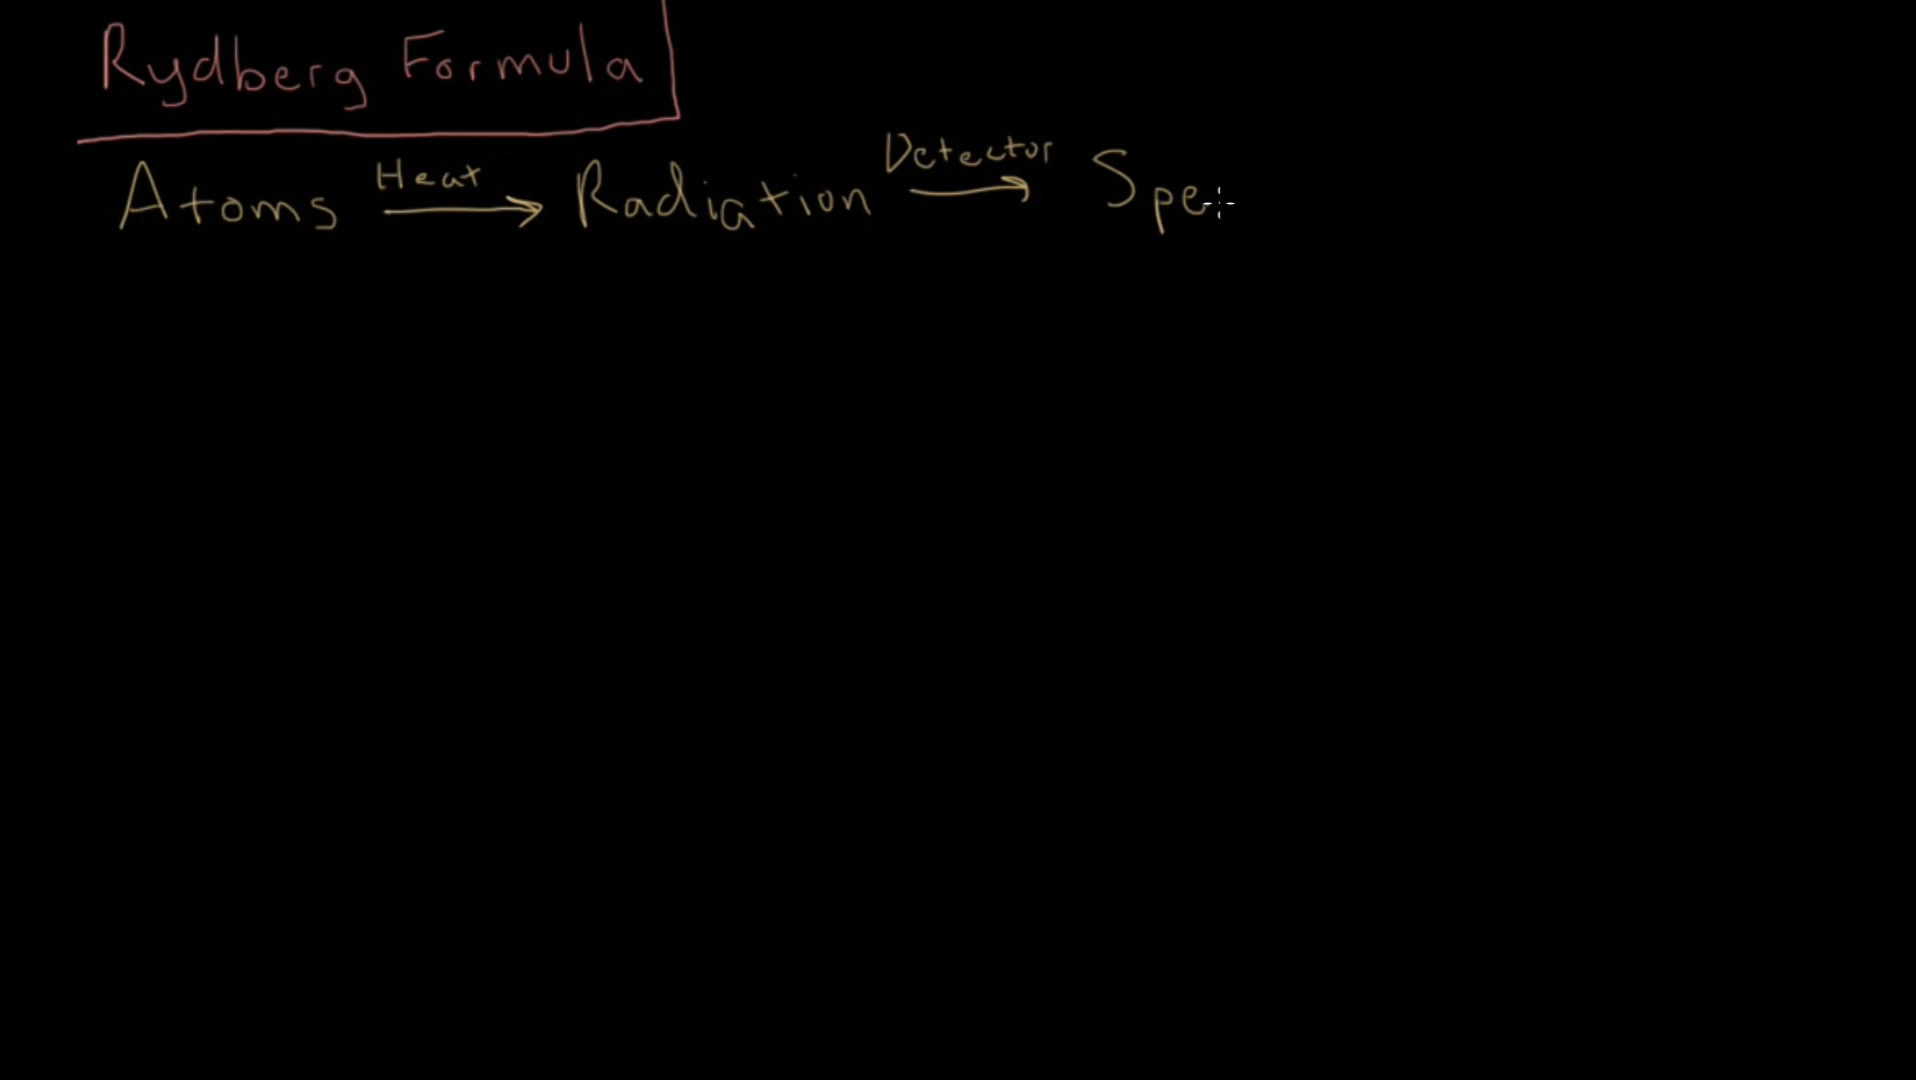 Rydberg Formula
Atoms Heat → Radiation Detector → Spe